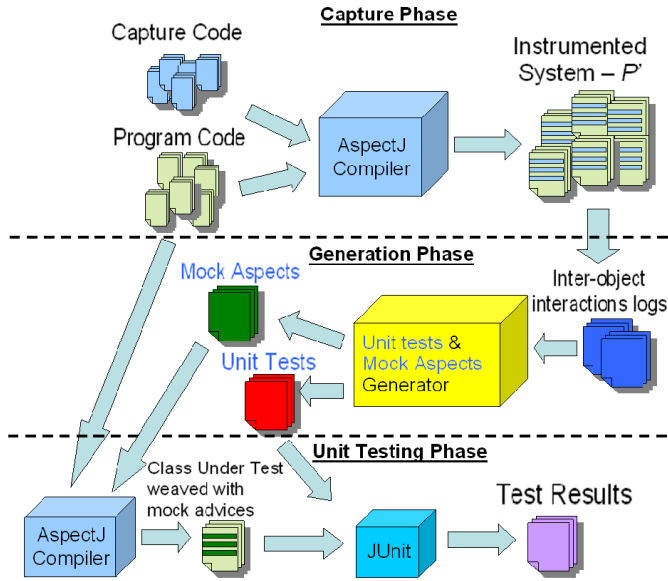 Capture Phase
Capture Code
Instrumented
System – P'
Program Code
AspectJ
Compiler
Generation Phase
Mock Aspects
Inter-object
interactions logs
Unit tests &
Mock Aspects
Generator
Unit Tests
Unit Testing Phase
Class Under Test
weaved with
mock advices
Test Results
AspectJ
Compiler
JUnit